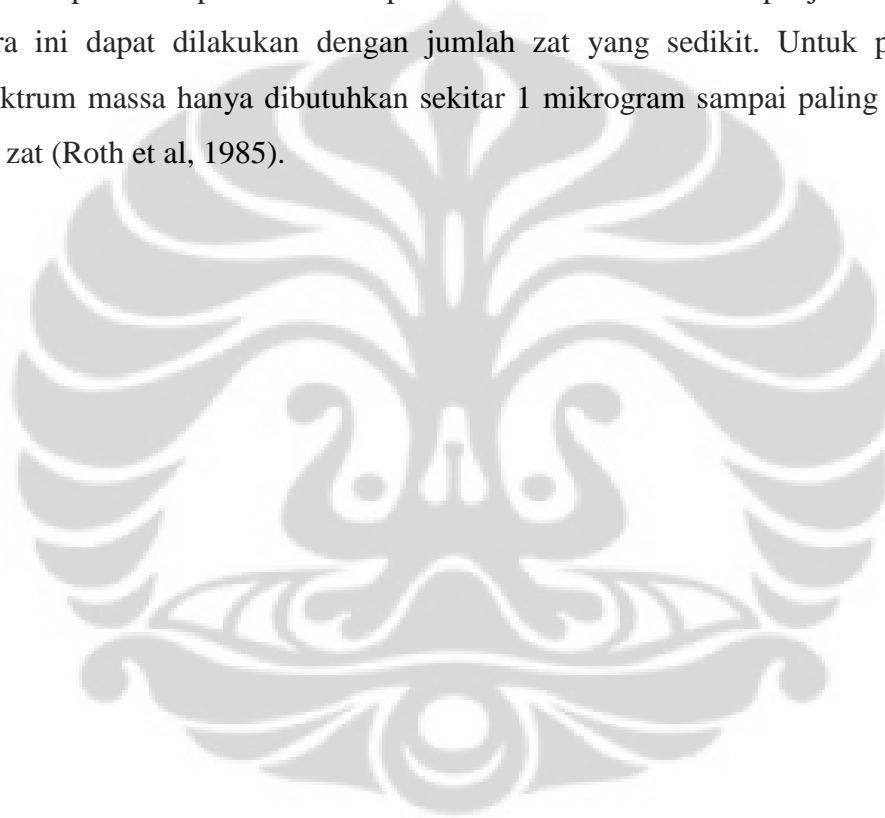 ra ini dapat dilakukan dengan jumlah zat yang sedikit. Untuk p
ktrum massa hanya dibutuhkan sekitar 1 mikrogram sampai paling
zat (Roth et al, 1985).